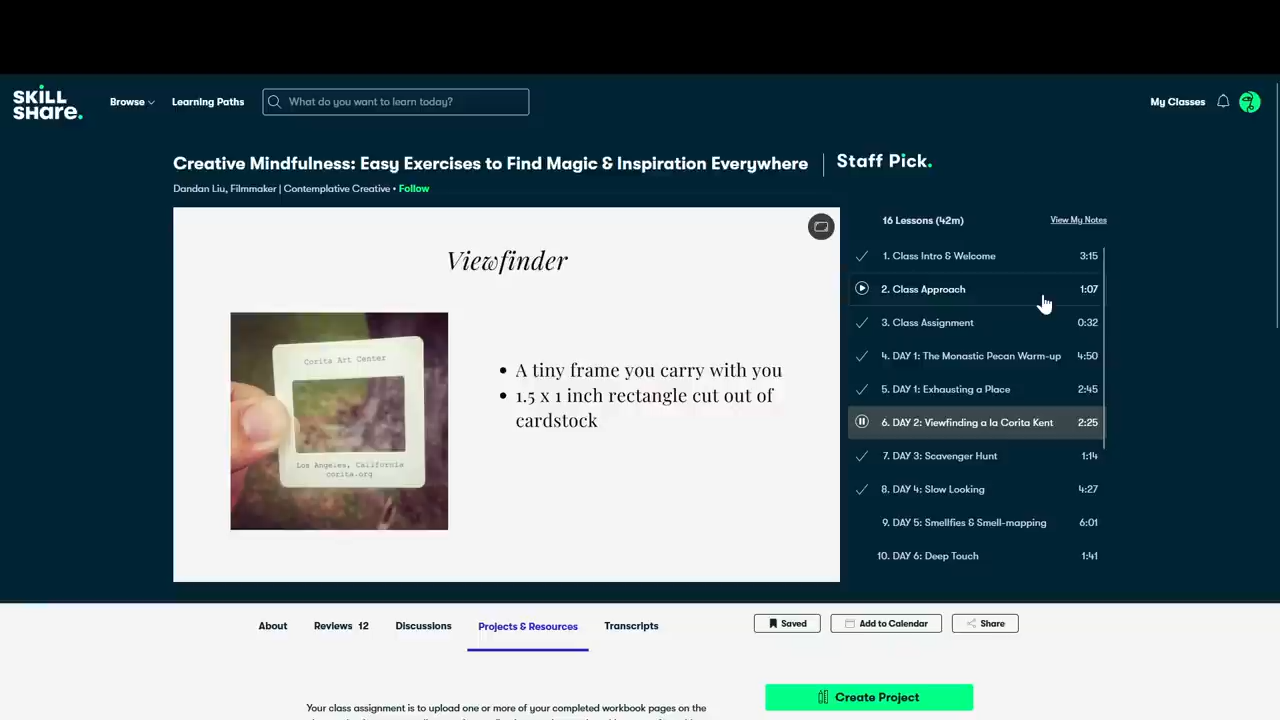 SKILL
SHARE.
Browse
Learning Paths
What do you want to learn today?
My Classes
Creative Mindfulness: Easy Exercises to Find Magic & Inspiration Everywhere
Staff Pick.
Dandan Liu, Filmmaker | Contemplative Creative • Follow
Viewfinder
Corita Art Center
Los Angeles, California
corita.org
• A tiny frame you carry with you
• 1.5 x 1 inch rectangle cut out of
cardstock
16 Lessons (42m)
View My Notes
1. Class Intro & Welcome 3:15
2. Class Approach 1:07
3. Class Assignment 0:32
4. DAY 1: The Monastic Pecan Warm-up 4:50
5. DAY 1: Exhausting a Place 2:45
6. DAY 2: Viewfinding a la Corita Kent 2:25
7. DAY 3: Scavenger Hunt 1:14
8. DAY 4: Slow Looking 4:27
9. DAY 5: Smellfies & Smell-mapping 6:01
10. DAY 6: Deep Touch 1:41
About
Reviews 12
Discussions
Projects & Resources
Transcripts
Saved
Add to Calendar
Share
Create Project
Your class assignment is to upload one or more of your completed workbook pages on the